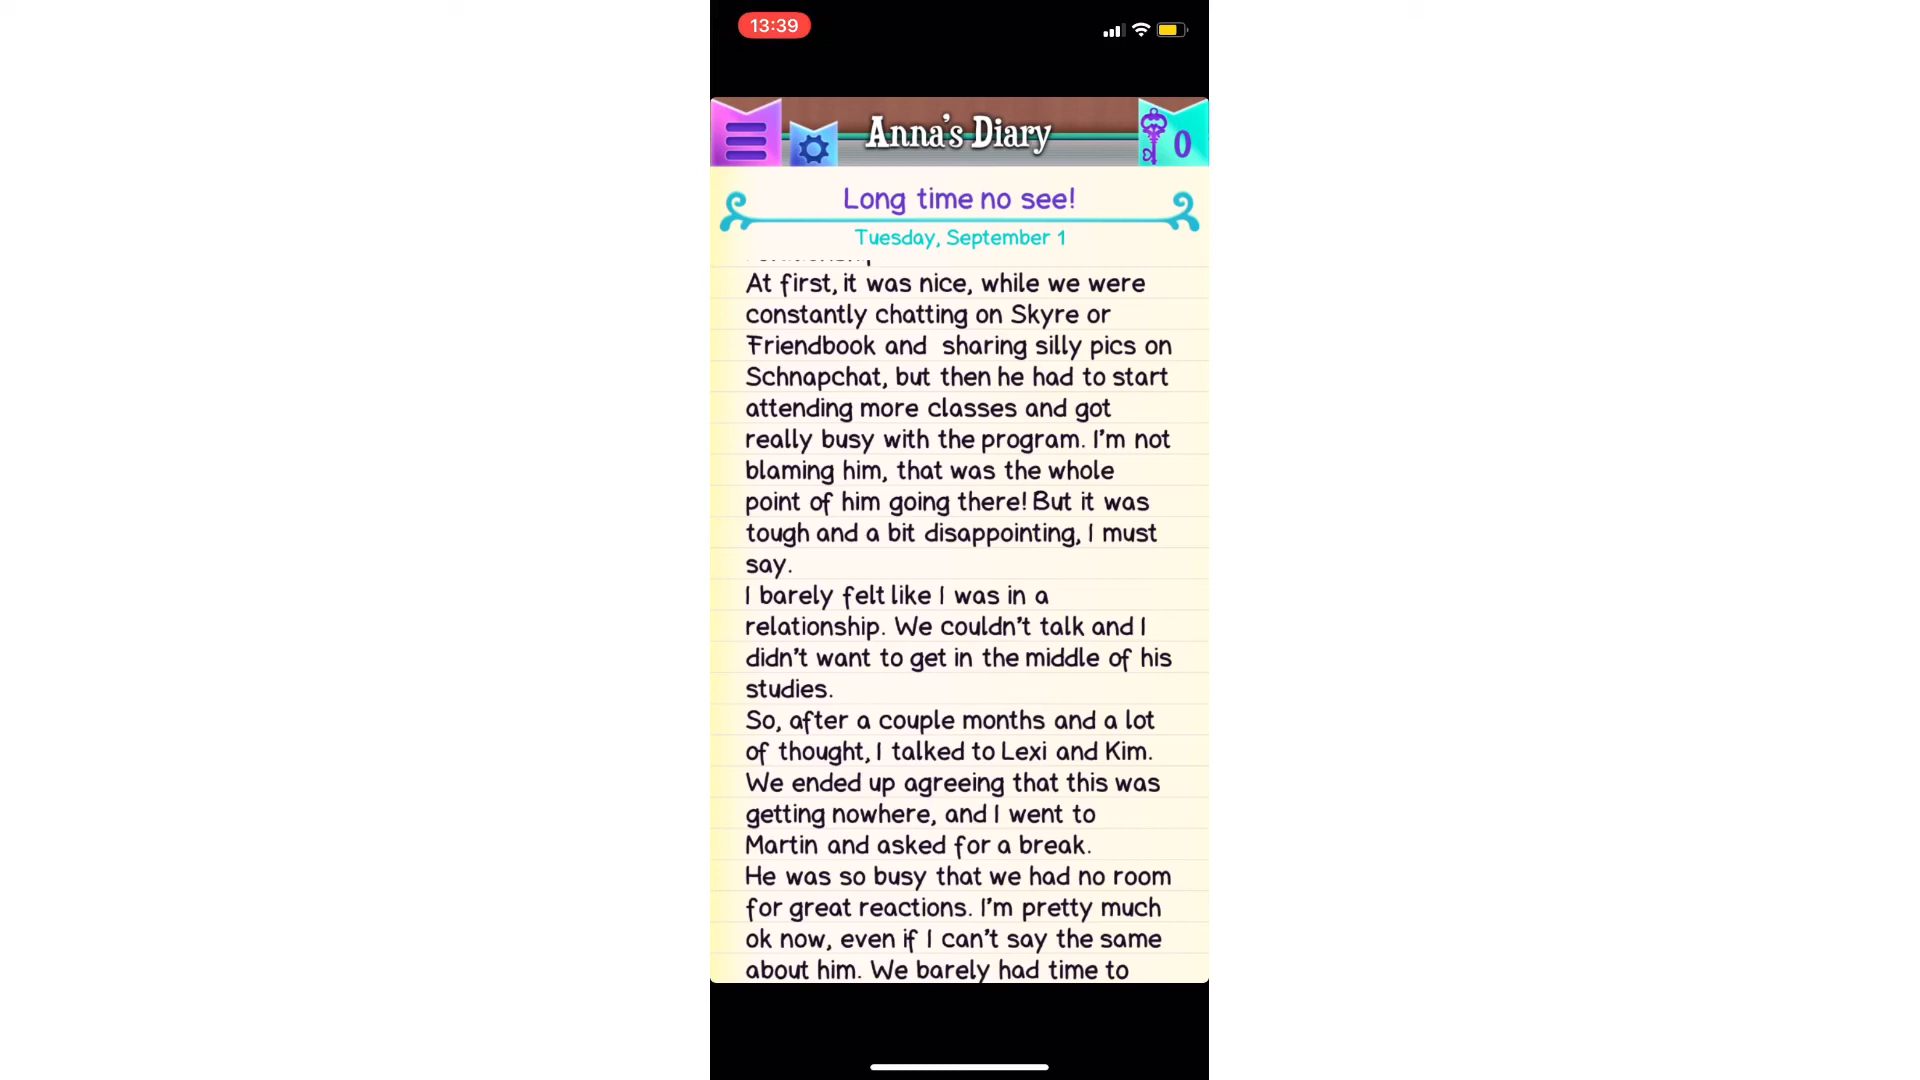 13:39
Anna's Diary
0
Long time no see!
Tuesday, September 1
At first, it was nice, while we were
constantly chatting on Skyre or
Friendbook and sharing silly pics on
Schnapchat, but then he had to start
attending more classes and got
really busy with the program. I'm not
blaming him, that was the whole
point of him going there! But it was
tough and a bit disappointing, I must
say.
I barely felt like I was in a
relationship. We couldn't talk and I
didn't want to get in the middle of his
studies.
So, after a couple months and a lot
of thought, I talked to Lexi and Kim.
We ended up agreeing that this was
getting nowhere, and I went to
Martin and asked for a break.
He was so busy that we had no room
for great reactions. I'm pretty much
ok now, even if I can't say the same
about him. We barely had time to